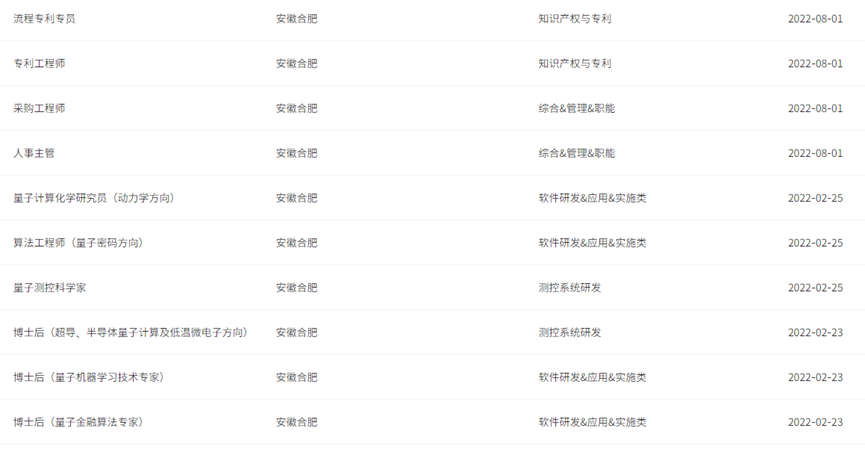 流程专利专员 安徽合肥 知识产权与专利 2022-08-01
专利工程师 安徽合肥 知识产权与专利 2022-08-01
采购工程师 安徽合肥 综合&管理&职能 2022-08-01
人事主管 安徽合肥 综合&管理&职能 2022-08-01
量子计算化学研究员（动力学方向） 安徽合肥 软件研发&应用&实施类 2022-02-25
算法工程师（量子密码方向） 安徽合肥 软件研发&应用&实施类 2022-02-25
量子测控科学家 安徽合肥 测控系统研发 2022-02-25
博士后（超导、半导体量子计算及低温微电子方向） 安徽合肥 测控系统研发 2022-02-23
博士后（量子机器学习技术专家） 安徽合肥 软件研发&应用&实施类 2022-02-23
博士后（量子金融算法专家） 安徽合肥 软件研发&应用&实施类 2022-02-23